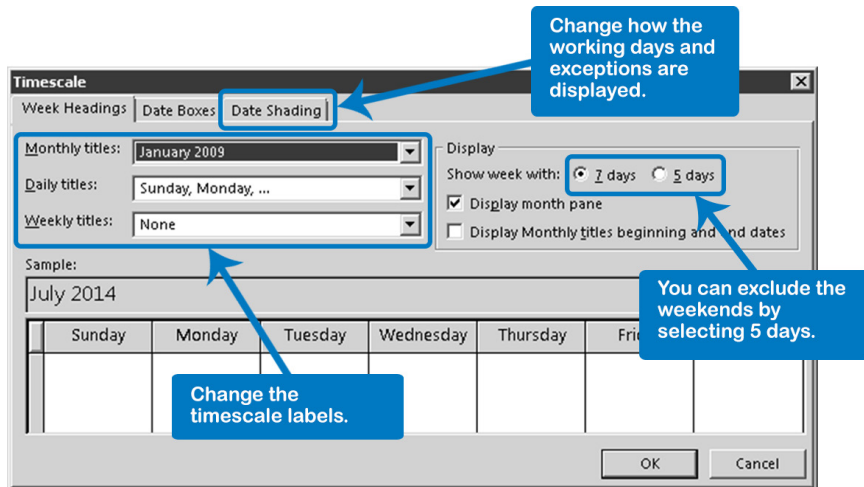 Change how the
working days and
exceptions are
displayed.
Timescale
Week Headings
Date Boxes
Date Shading
Monthly titles:
January 2009
Daily titles:
Sunday, Monday, ...
Weekly titles:
None
Display
Show week with:
7 days
5 days
Display month pane
Display Monthly titles beginning and end dates
You can exclude the
weekends by
selecting 5 days.
Sample:
July 2014
Sunday
Monday
Tuesday
Wednesday
Thursday
Change the
timescale labels.
OK
Cancel